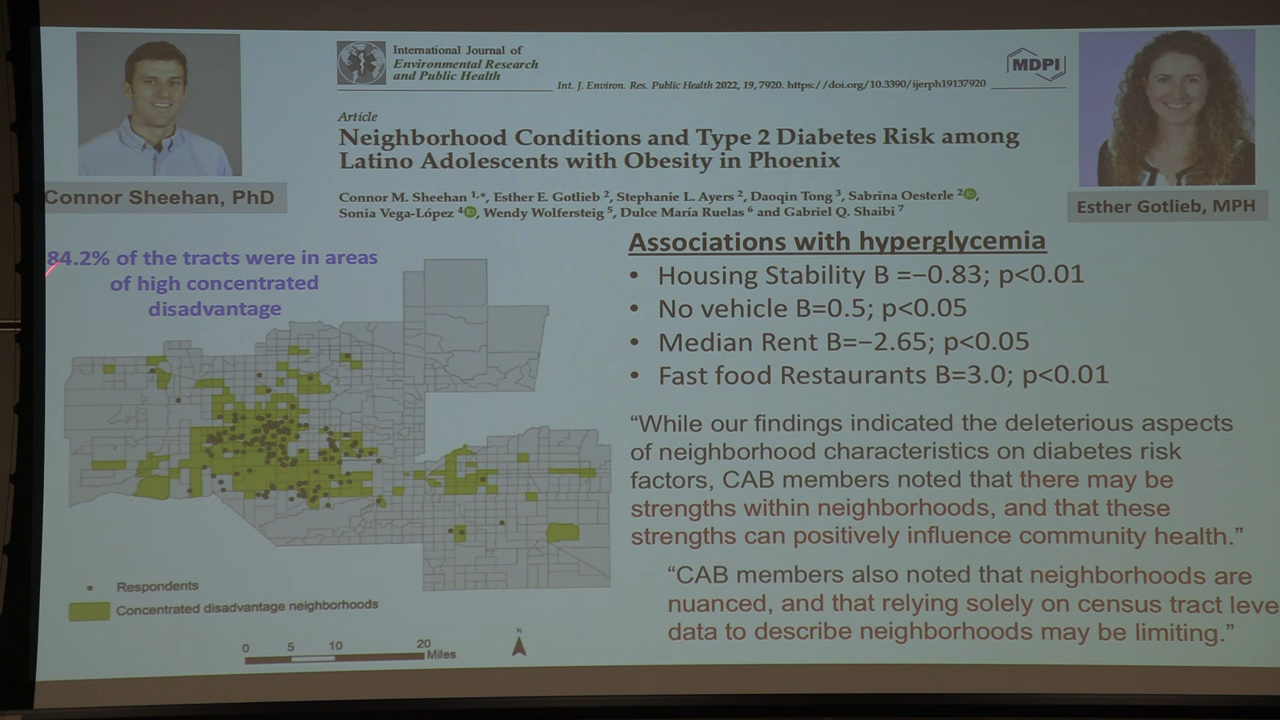 International Journal of
Environmental Research
and Public Health
MDPI
Int. J. Environ. Res. Public Health 2022, 19, 7920. https://doi.org/10.3390/ijerph19137920
Article
Neighborhood Conditions and Type 2 Diabetes Risk among
Latino Adolescents with Obesity in Phoenix
Connor M. Sheehan 1,*, Esther E. Gotlieb 2, Stephanie L. Ayers 2, Daoqin Tong 3, Sabrina Oesterle 2,
Sonia Vega-López 4, Wendy Wolfersteig 5, Dulce María Ruelas 6 and Gabriel Q. Shaibi 7
Connor Sheehan, PhD
Esther Gotlieb, MPH
84.2% of the tracts were in areas
of high concentrated
disadvantage
Respondents
Concentrated disadvantage neighborhoods
0 5 10 20
Miles
N
Associations with hyperglycemia
• Housing Stability B =−0.83; p<0.01
• No vehicle B=0.5; p<0.05
• Median Rent B=−2.65; p<0.05
• Fast food Restaurants B=3.0; p<0.01
“While our findings indicated the deleterious aspects
of neighborhood characteristics on diabetes risk
factors, CAB members noted that there may be
strengths within neighborhoods, and that these
strengths can positively influence community health.”
“CAB members also noted that neighborhoods are
nuanced, and that relying solely on census tract leve
data to describe neighborhoods may be limiting.”